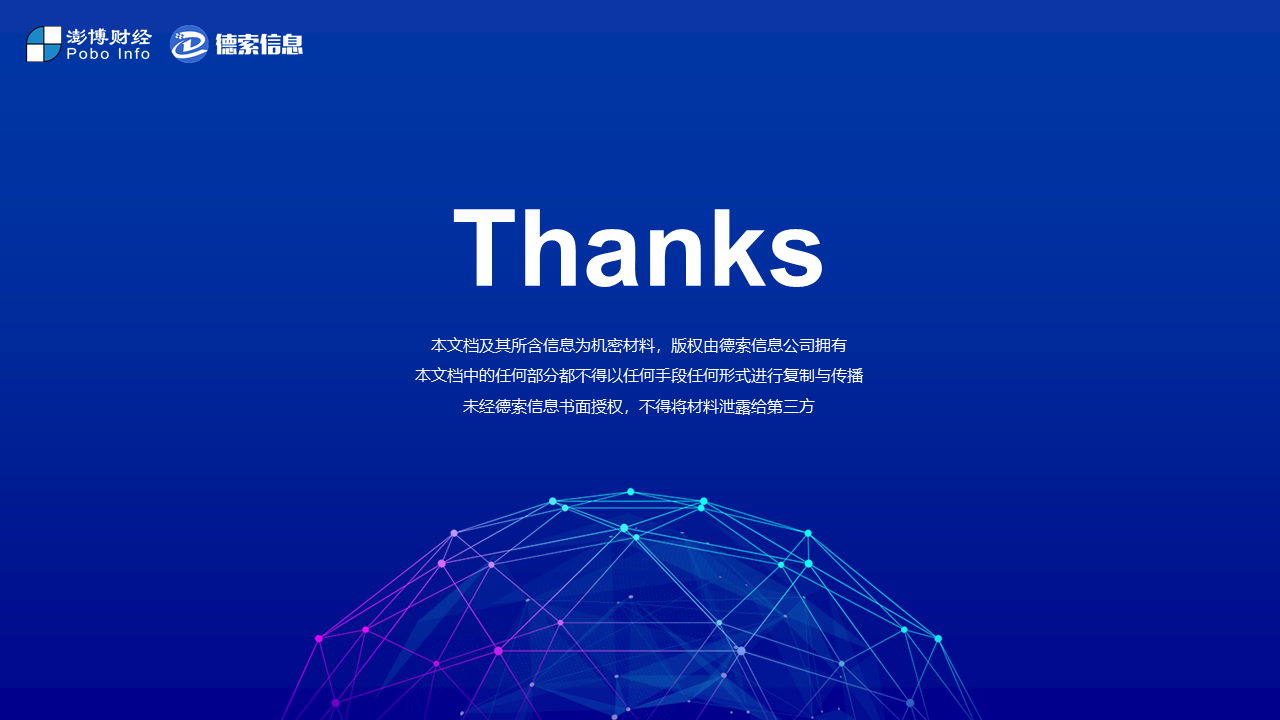 澎博财经
Pobo Info
德索信息
Thanks
本文档及其所含信息为机密材料，版权由德索信息公司拥有
本文档中的任何部分都不得以任何手段任何形式进行复制与传播
未经德索信息书面授权，不得将材料泄露给第三方